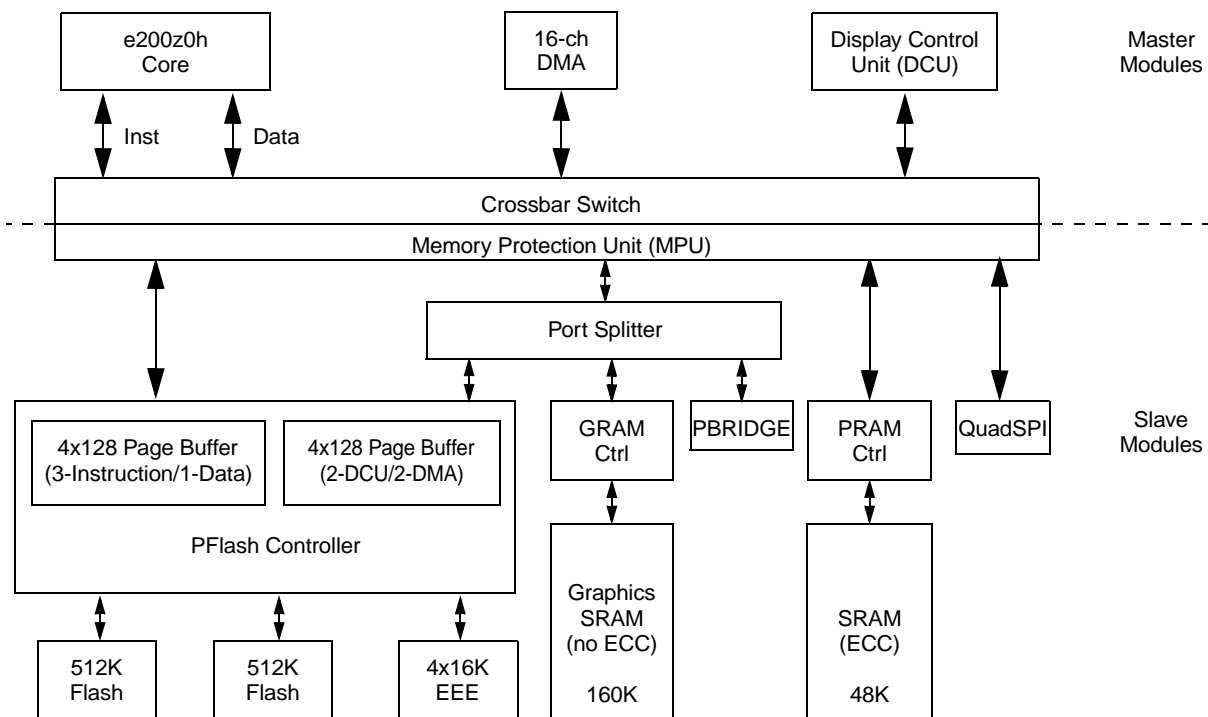 e200z0h
Core
16-ch
DMA
Display Control
Unit (DCU)
Master
Modules
Inst
Data
Crossbar Switch
Memory Protection Unit (MPU)
Port Splitter
4x128 Page Buffer
(3-Instruction/1-Data)
4x128 Page Buffer
(2-DCU/2-DMA)
PFlash Controller
GRAM
Ctrl
PBRIDGE
PRAM
Ctrl
QuadSPI
Slave
Modules
512K
Flash
512K
Flash
4x16K
EEE
Graphics
SRAM
(no ECC)
160K
SRAM
(ECC)
48K